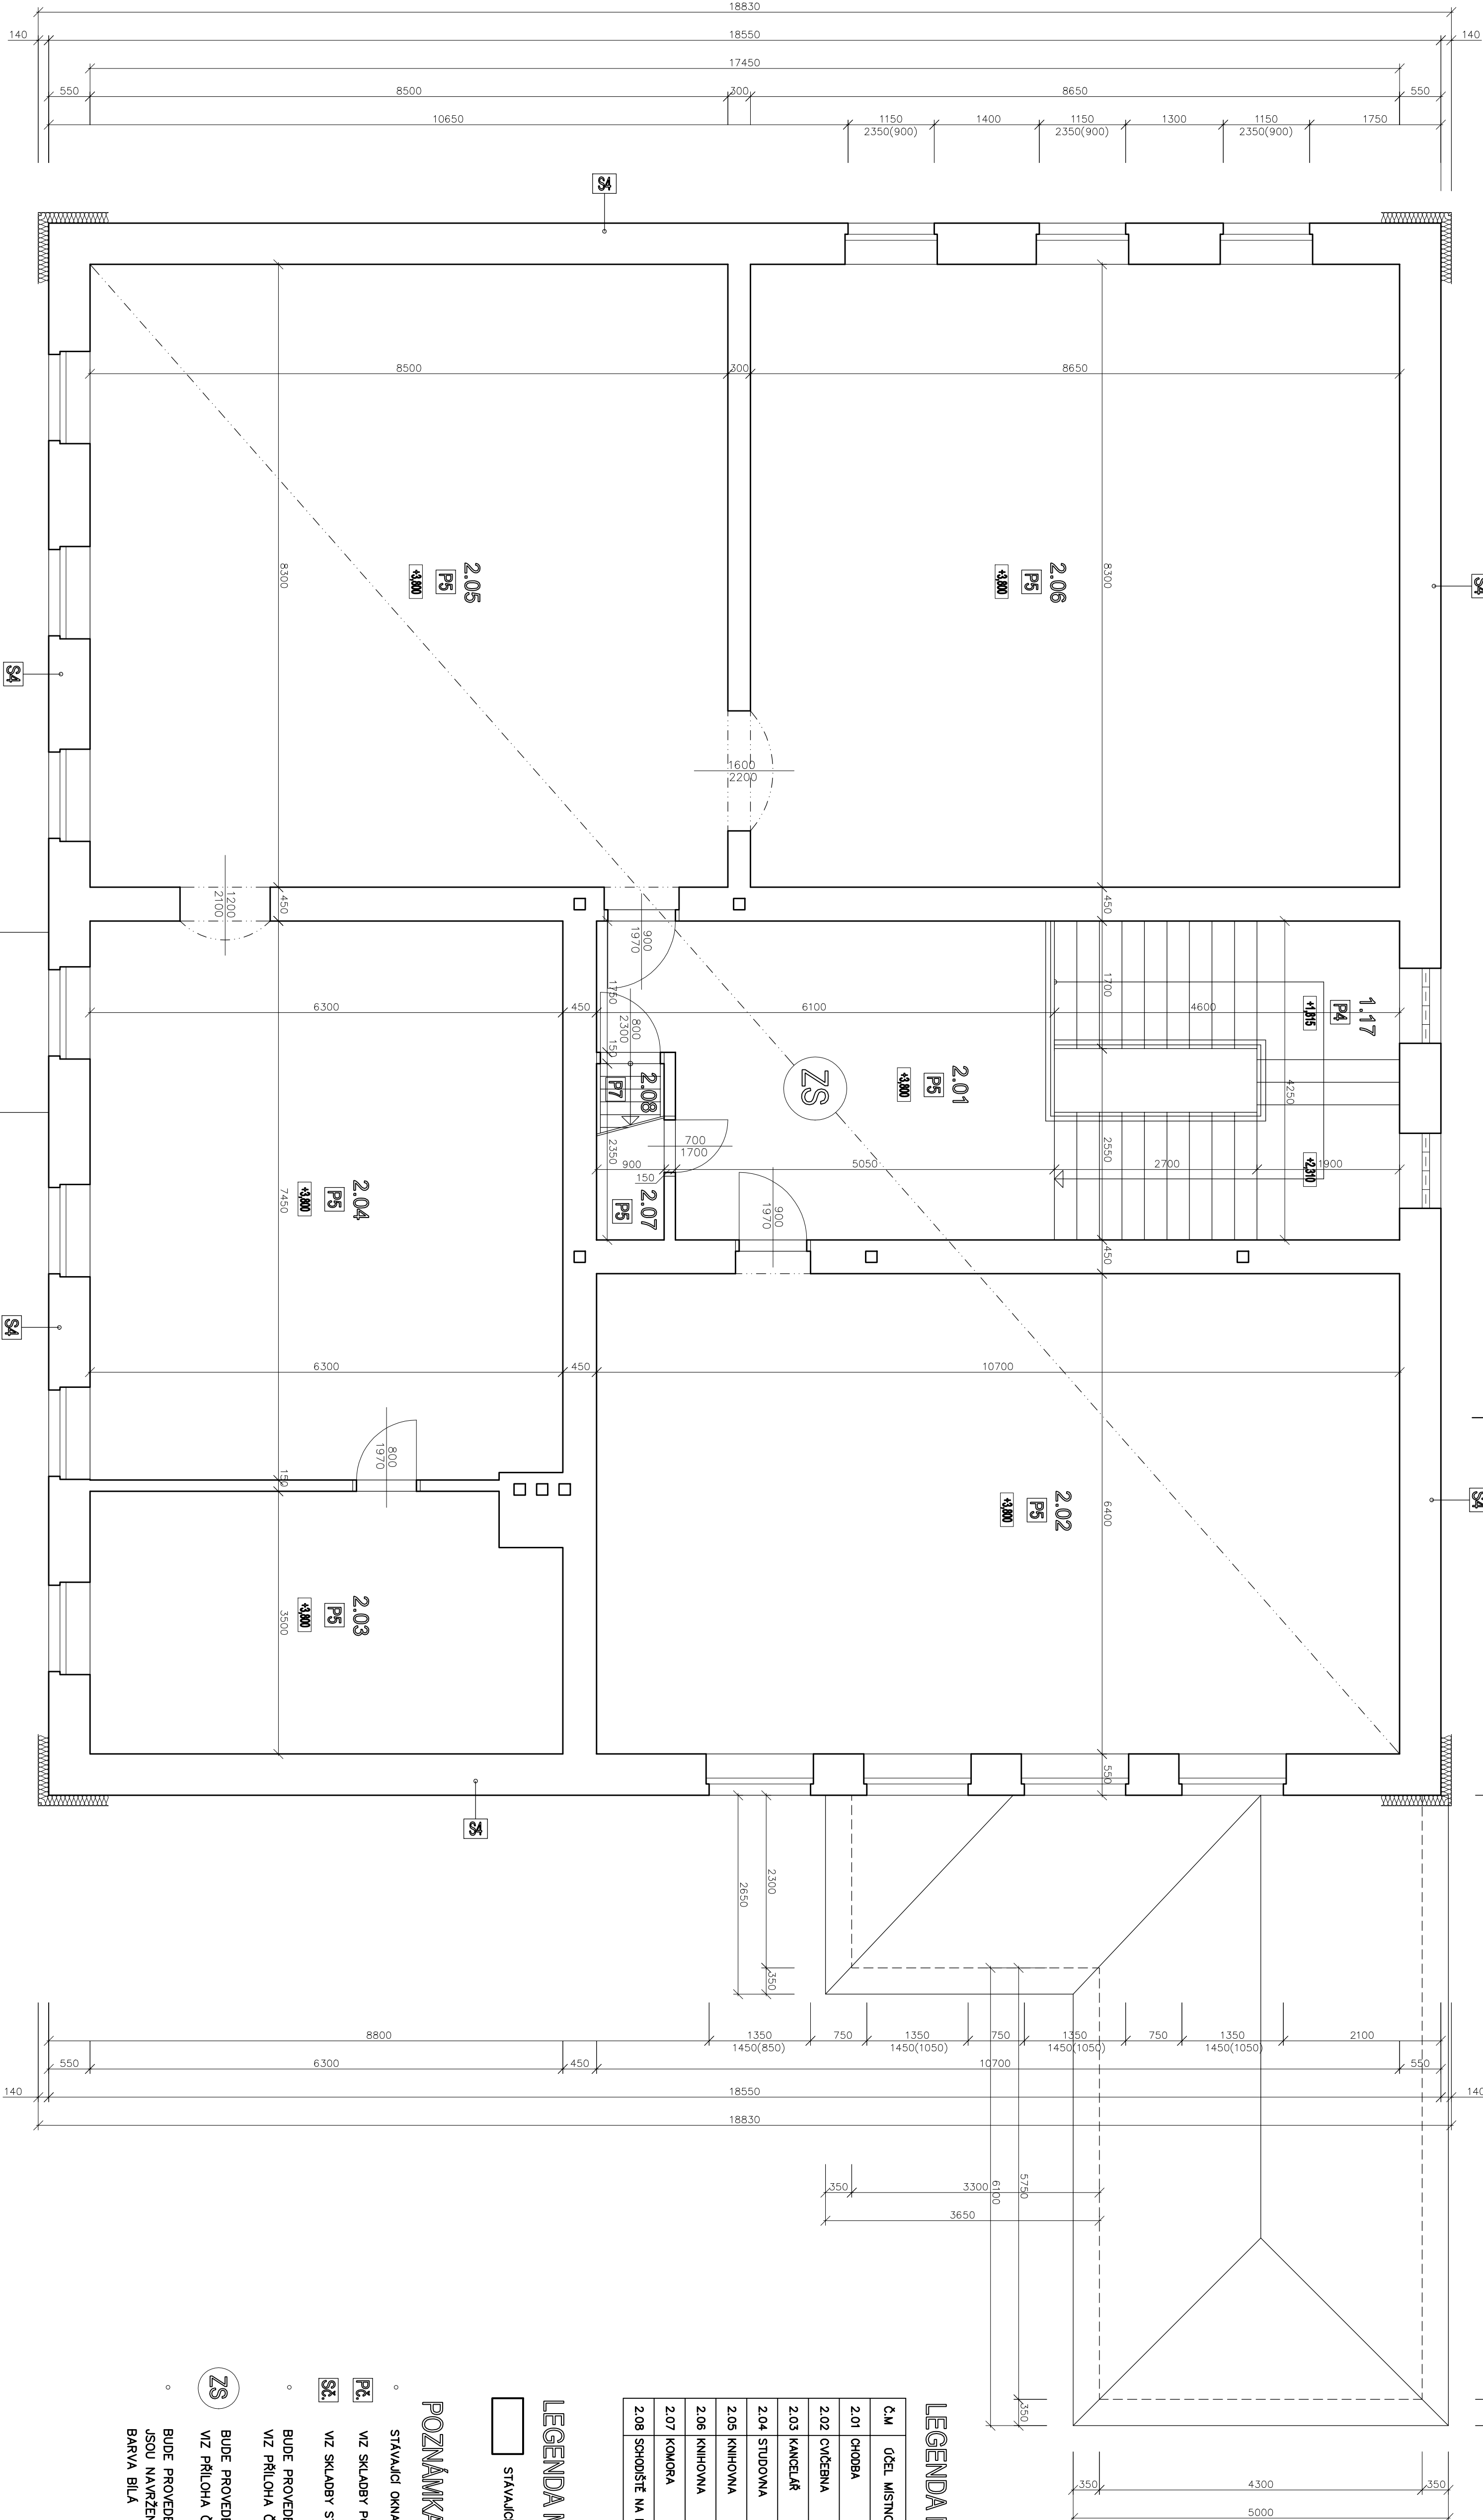 18830
140 18550 140
17450
550 8500 300 8650 550
10650 1150 1400 1150 1300 1150 1750
2350(900) 2350(900) 2350(900)
S4
8500 300 8650
8300 8300
2.05
P5
+3,800
2.06
P5
+3,800
S4
S4
1600
2200
1200
2100
450 450
900
1970
1.17
P4
+1,815
6300 450 6100 4600
1750 1700
800
2300
150
2.08
P7
ZS
2.01
P5
+3,800
4250
700
1700
2350
900 5050 2700 1900
150
2550
+2,310
2.07
P5
900
1970
2.04
P5
+3,800
7450
450
S4
6300 450 10700
800
1970
150
2.02
P5
+3,800
6400
S4
2.03
P5
+3,800
3500
550
S4
2300
2650
350
8800 1350 750 1350 750 1350 750 1350 2100
1450(850) 1450(1050) 1450(1050) 1450(1050)
550 6300 450 10700 550
140 18550 140
18830
5750
6100
350 3300
3650
350
350 4300 350
5000
LEGENDA
Č.M ÚČEL MÍSTNO
2.01 CHODBA
2.02 CVIČEBNA
2.03 KANCELÁŘ
2.04 STUDOVNA
2.05 KNIHOVNA
2.06 KNIHOVNA
2.07 KOMORA
2.08 SCHODIŠTĚ NA
LEGENDA
STÁVAJÍC
POZNÁMKA
STÁVAJÍCÍ OKNA
PČ. VIZ SKLADBY
SČ. VIZ SKLADBY
BUDE PROVEDE
VIZ PŘÍLOHA Č
ZS BUDE PROVEDE
VIZ PŘÍLOHA Č
BUDE PROVEDE
JSOU NAVRŽEN
BARVA BÍLÁ